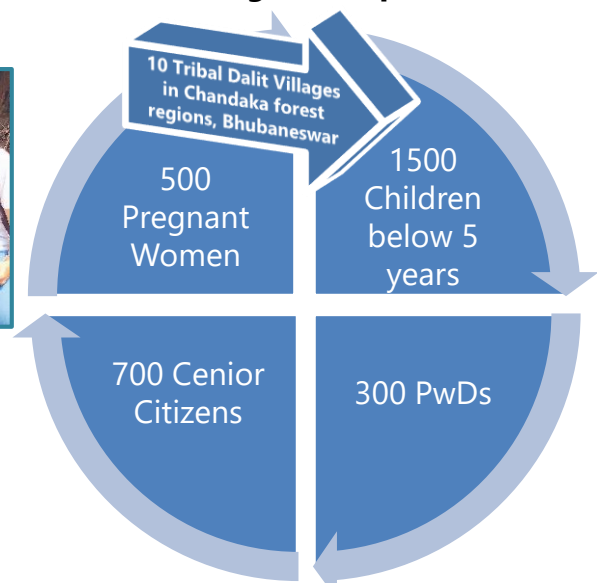 10 Tribal Dalit Villages
in Chandaka forest
regions, Bhubaneswar
500
Pregnant
Women
1500
Children
below 5
years
700 Cenior
Citizens
300 PwDs